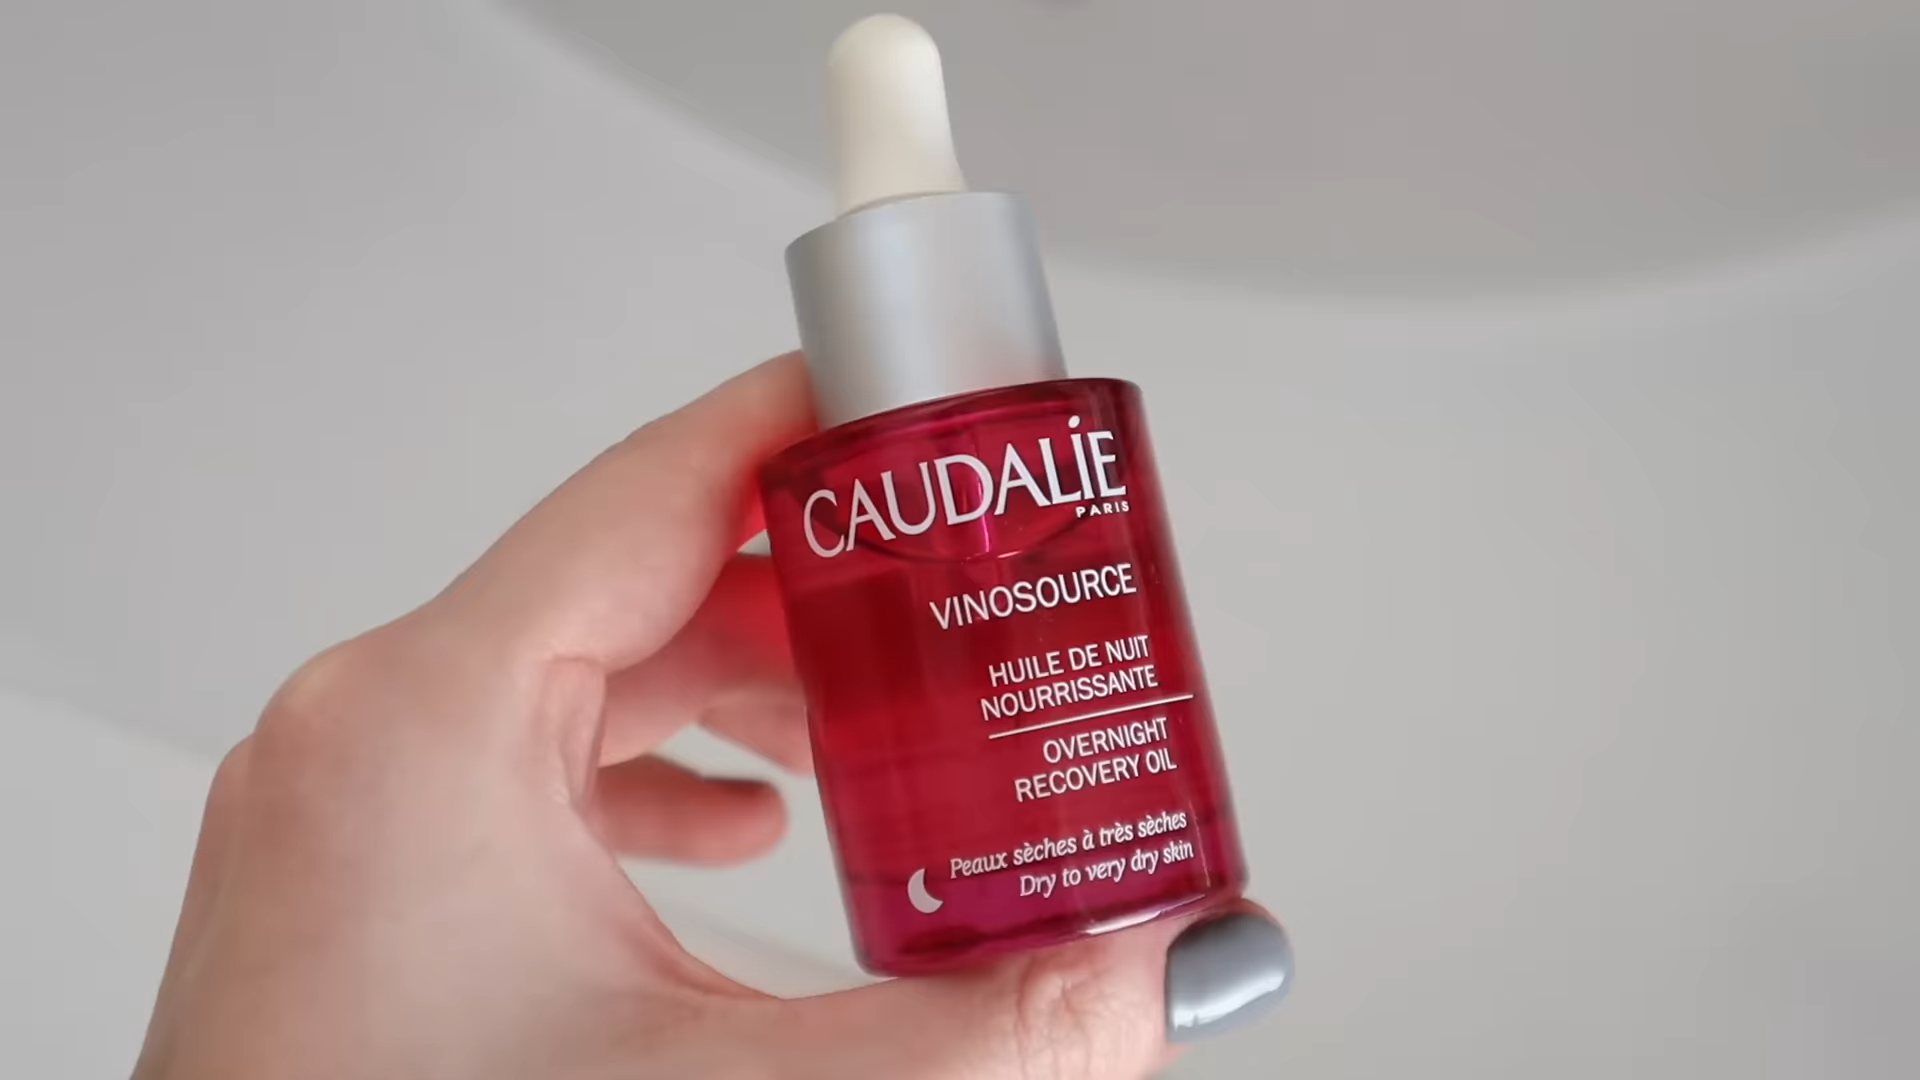 CAUDALIE
PARIS
VINOSOURCE
HUILE DE NUIT
NOURRISSANTE
OVERNIGHT
RECOVERY OIL
Peaux sèches à très sèches
Dry to very dry skin